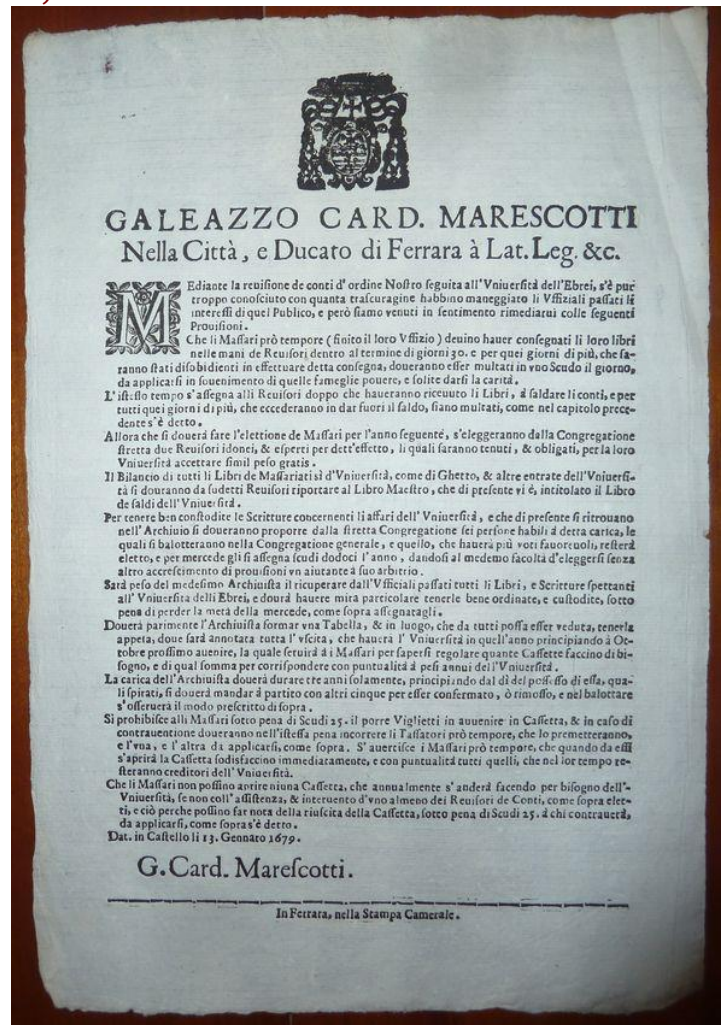 GALEAZZO CARD. MARESCOTTI
Nella Città, e Ducato di Ferrara à Lat. Leg. &c.
MEdiante la reuiſione de conti d'ordine Noſtro ſeguita all'Vniuerſità dell'Ebrei, s'è pur
troppo conoſciuto con quanta traſcuragine habbino maneggiato li Vffiziali paſſati li
intereſſi di quel Publico, e però ſiamo venuti in ſentimento rimediarui colle ſeguenti
Prouiſioni.
Che li Maſſari prò tempore (finito il loro Vffizio) deuino hauer conſegnati li loro libri
nelle mani de Reuiſori dentro al termine di giorni 30. e per quei giorni di più, che ſa-
ranno ſtati diſobidienti in effettuare detta conſegna, doueranno eſſer multati in vno Scudo il giorno,
da applicarſi in ſouenimento di quelle fameglie pouere, e ſolite darſi la carità.
L'iſteſſo tempo s'aſſegna alli Reuiſori doppo che haueranno riceuuto li Libri, à ſaldare li conti, e per
tutti quei giorni di più, che eccederanno in dar fuori il ſaldo, ſiano multati, come nel capitolo prece-
dente s'è detto.
Allora che ſi douerà fare l'elettione de Maſſari per l'anno ſeguente, s'eleggeranno dalla Congregatione
ſtretta due Reuiſori idonei, & eſperti per dett'effetto, li quali ſaranno tenuti, & obligati, per la loro
Vniuerſità accettare ſimil peſo gratis.
Il Bilancio di tutti li Libri de Maſſariati sì d'Vniuerſità, come di Ghetto, & altre entrate dell'Vniuerſi-
tà ſi douranno da ſudetti Reuiſori riportare al Libro Maeſtro, che di preſente vi è, intitolato il Libro
de ſaldi dell'Vniuerſità.
Per tenere ben conſtodite le Scritture concernenti li affari dell'Vniuerſità, e che di preſente ſi ritrouano
nell'Archiuio ſi doueranno proporre dalla ſtretta Congregatione ſei perſone habili à detta carica, le
quali ſi balotteranno nella Congregatione generale, e quello, che hauerà più voti fauoreuoli, reſterà
eletto, e per mercede gli ſi aſſegna ſcudi dodoci l'anno, dandoſi al medemo facoltà d'eleggerſi ſenza
altro accreſcimento di prouiſioni vn aiutante à ſuo arbitrio.
Sarà peſo del medeſimo Archiuiſta il ricuperare dall'Vfficiali paſſati tutti li Libri, e Scritture ſpettanti
all'Vniuerſità delli Ebrei, e dourà hauere mira particolare tenerle bene ordinate, e cuſtodite, ſotto
pena di perder la metà della mercede, come ſopra aſſegnatagli.
Douerà parimente l'Archiuiſta formar vna Tabella, & in luogo, che da tutti poſſa eſſer veduta, tenerla
appeſa, doue ſarà annotata tutta l'vſcita, che hauerà l'Vniuerſità in quell'anno principiando à Ot-
tobre proſſimo auenire, la quale ſeruirà à i Maſſari per ſaperſi regolare quante Caſſette faccino di bi-
ſogno, e di qual ſomma per corriſpondere con puntualità à peſi annui dell'Vniuerſità.
La carica dell'Archiuiſta douerà durare tre anni ſolamente, principiando dal dì del poſſeſſo di eſſa, qua-
li ſpirati, ſi douerà mandar à partito con altri cinque per eſſer confermato, ò rimoſſo, e nel balottare
s'oſſeruerà il modo preſcritto di ſopra.
Si prohibiſce alli Maſſari ſotto pena di Scudi 25. il porre Viglietti in auuenire in Caſſetta, & in caſo di
contrauentione doueranno nell'iſteſſa pena incorrere li Taſſatori prò tempore, che lo premetteranno,
e l'vna, e l'altra da applicarſi, come ſopra. S'auertiſce i Maſſari prò tempore, che quando da eſſi
s'aprirà la Caſſetta ſodisfaccino immediatamente, e con puntualità tutti quelli, che nel lor tempo re-
ſteranno creditori dell'Vniuerſità.
Che li Maſſari non poſſino aprire niuna Caſſetta, che annualmente s'anderà facendo per biſogno dell'-
Vniuerſità, ſe non coll'aſſiſtenza, & interuento d'vno almeno dei Reuiſori de Conti, come ſopra elet-
ti, e ciò perche poſſino far nota della riuſcita della Caſſetta, ſotto pena di Scudi 25. à chi contrauerà,
da applicarſi, come ſopra s'è detto.
Dat. in Caſtello li 13. Gennaro 1679.
G. Card. Mareſcotti.
In Ferrara, nella Stampa Camerale.